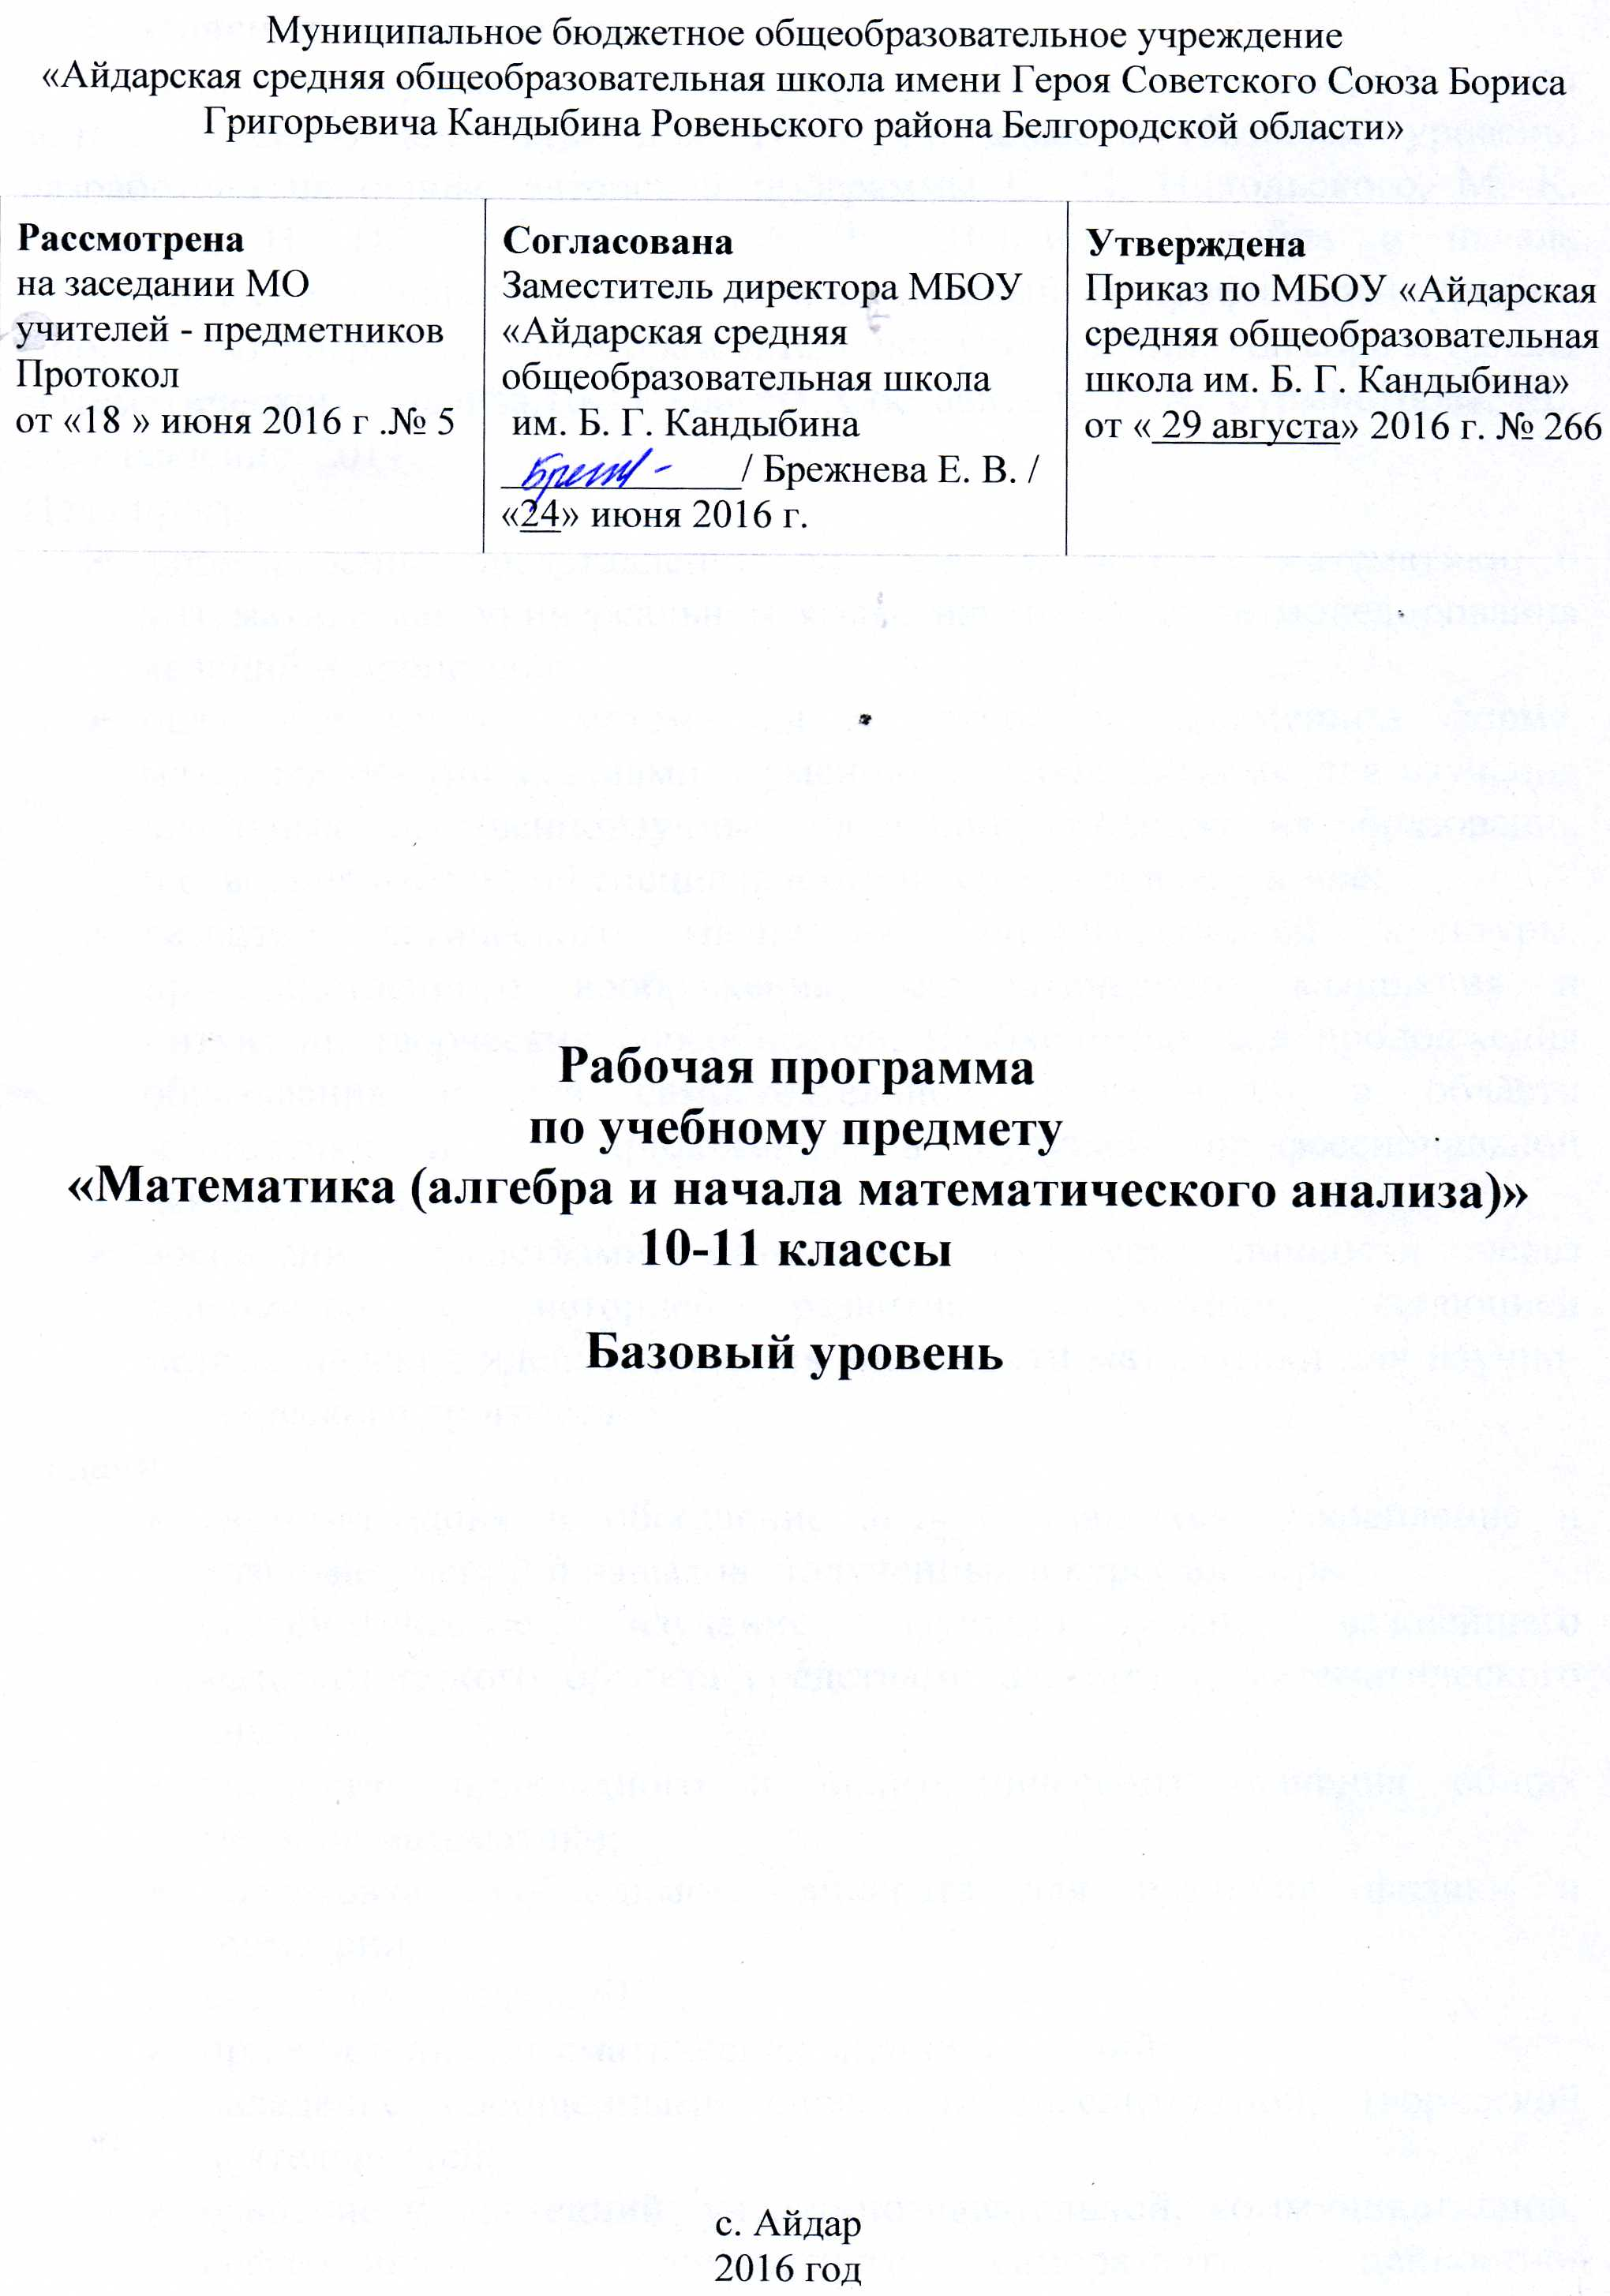 Муниципальное бюджетное общеобразовательное учреждение
«Айдарская средняя общеобразовательная школа имени Героя Советского Союза Бориса
Григорьевича Кандыбина Ровеньского района Белгородской области»
Рассмотрена
на заседании МО
учителей - предметников
Протокол
от «18 » июня 2016 г .№ 5
Согласована
Заместитель директора МБОУ
«Айдарская средняя
общеобразовательная школа
им. Б. Г. Кандыбина
/ Брежнева Е. В. /
«24» июня 2016 г.
Утверждена
Приказ по МБОУ «Айдарская
средняя общеобразовательная
школа им. Б. Г. Кандыбина»
от « 29 августа» 2016 г. № 266
Рабочая программа
по учебному предмету
«Математика (алгебра и начала математического анализа)»
10-11 классы
Базовый уровень
с. Айдар
2016 год